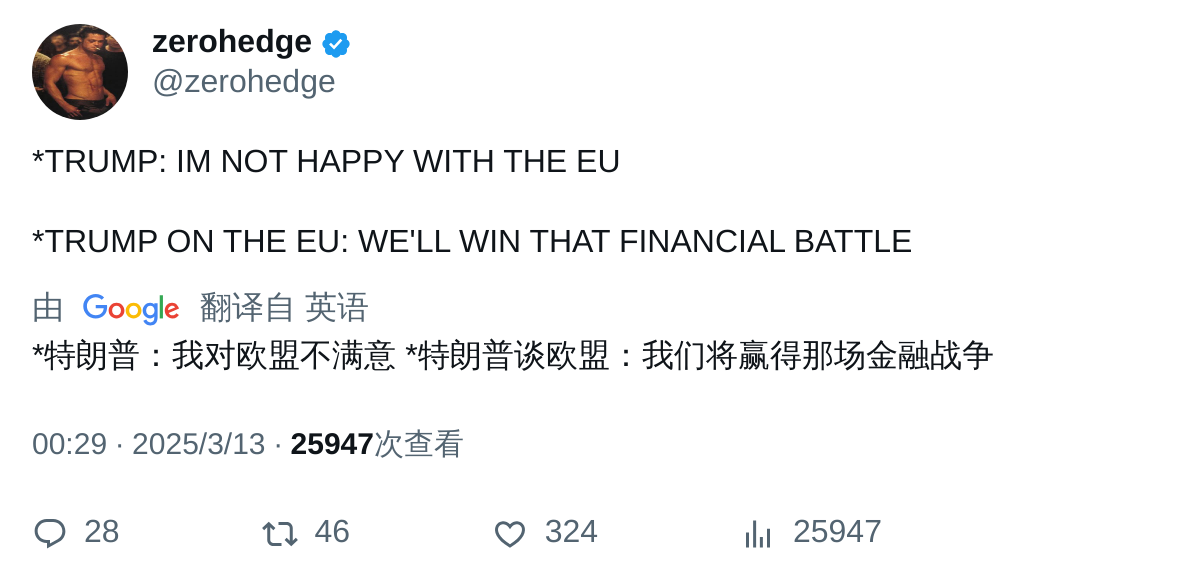 zerohedge
@zerohedge
*TRUMP: IM NOT HAPPY WITH THE EU
*TRUMP ON THE EU: WE'LL WIN THAT FINANCIAL BATTLE
由 Google 翻译自 英语
*特朗普：我对欧盟不满意 *特朗普谈欧盟：我们将赢得那场金融战争
00:29 · 2025/3/13 · 25947次查看
28 46 324 25947